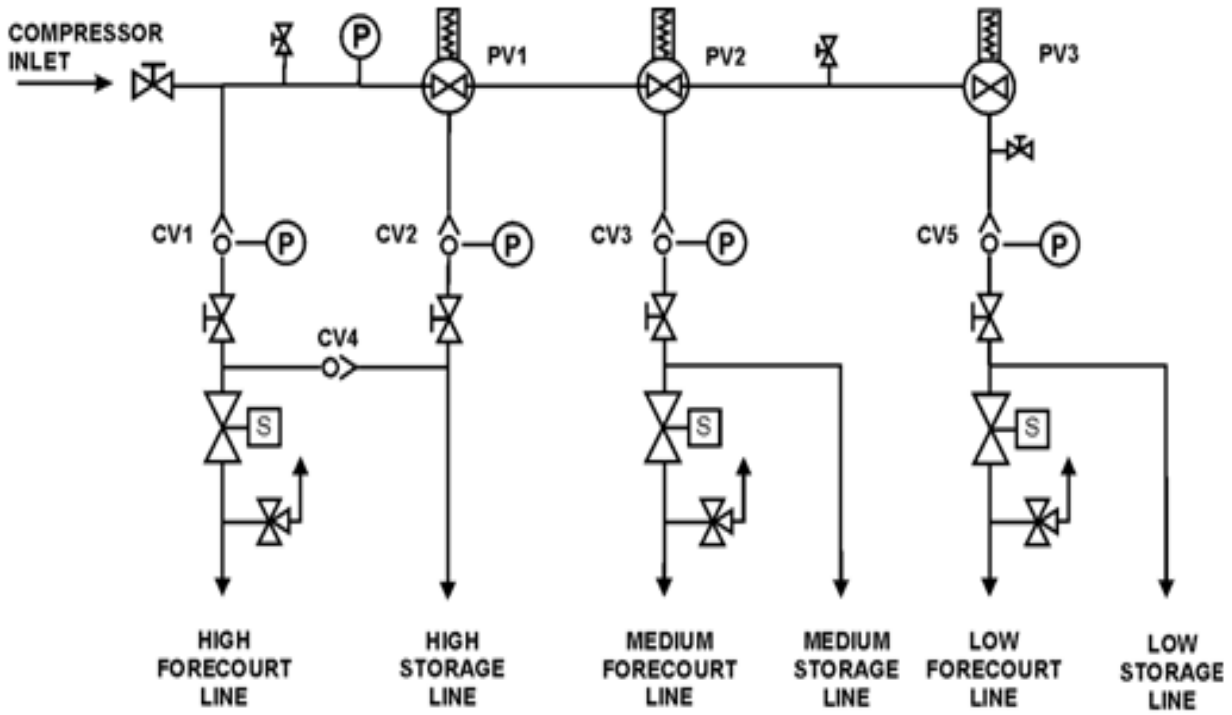 COMPRESSOR
INLET
P
PV1
PV2
PV3
CV1
P
CV2
P
CV3
P
CV5
P
CV4
S
S
S
HIGH
FORECOURT
LINE
HIGH
STORAGE
LINE
MEDIUM
FORECOURT
LINE
MEDIUM
STORAGE
LINE
LOW
FORECOURT
LINE
LOW
STORAGE
LINE